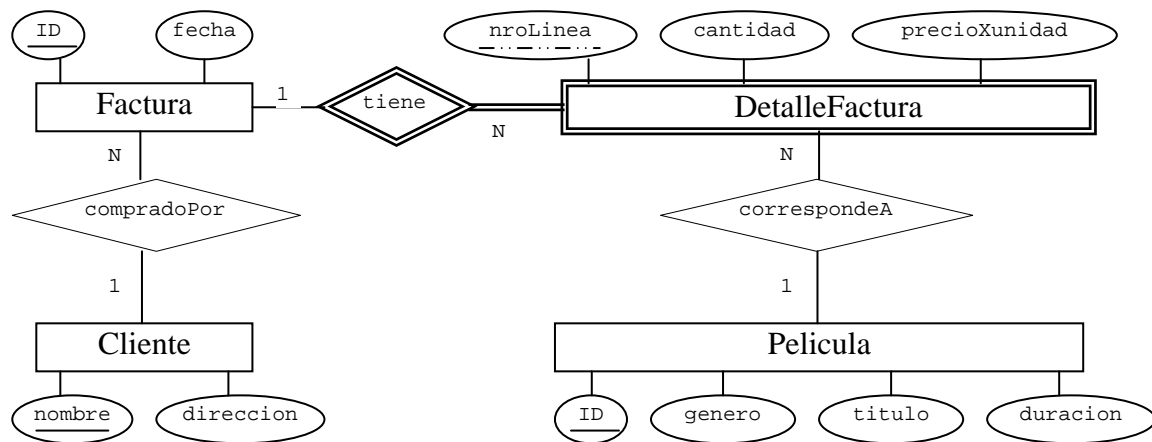 ID
fecha
nroLinea
cantidad
precioXunidad
Factura
1
tiene
N
DetalleFactura
N
N
compradoPor
correspondeA
1
1
Cliente
Pelicula
nombre
direccion
ID
genero
titulo
duracion